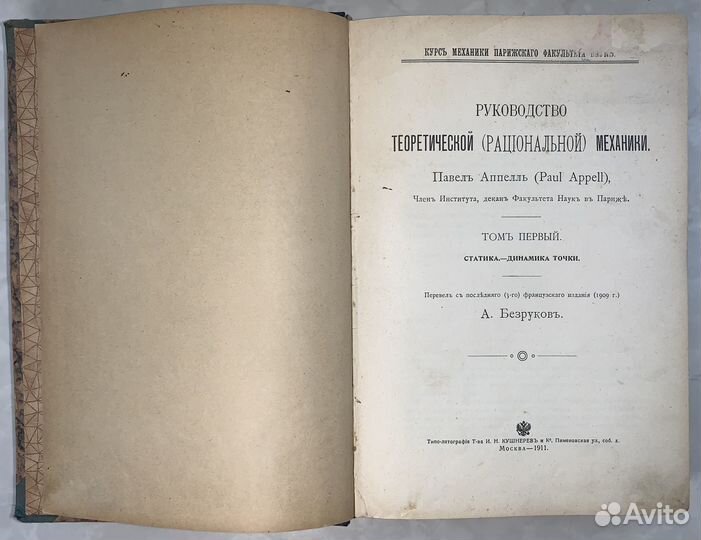 КУРСЪ МЕХАНИКИ ПАРИЖСКАГО ФАКУЛЬТЕТА
РУКОВОДСТВО
ТЕОРЕТИЧЕСКОЙ (РАЦІОНАЛЬНОЙ) МЕХАНИКИ.
Павелъ Аппелль (Paul Appell),
Членъ Института, деканъ Факультета Наукъ въ Парижѣ.
ТОМЪ ПЕРВЫЙ.
СТАТИКА.—ДИНАМИКА ТОЧКИ.
Перевелъ съ послѣдняго (3-го) французскаго изданія (1909 г.)
А. Безруковъ.
Типо-литографія Т-ва И. Н. КУШНЕРЕВЪ и Кº. Пименовская ул., соб. д.
Москва—1911.
Avito